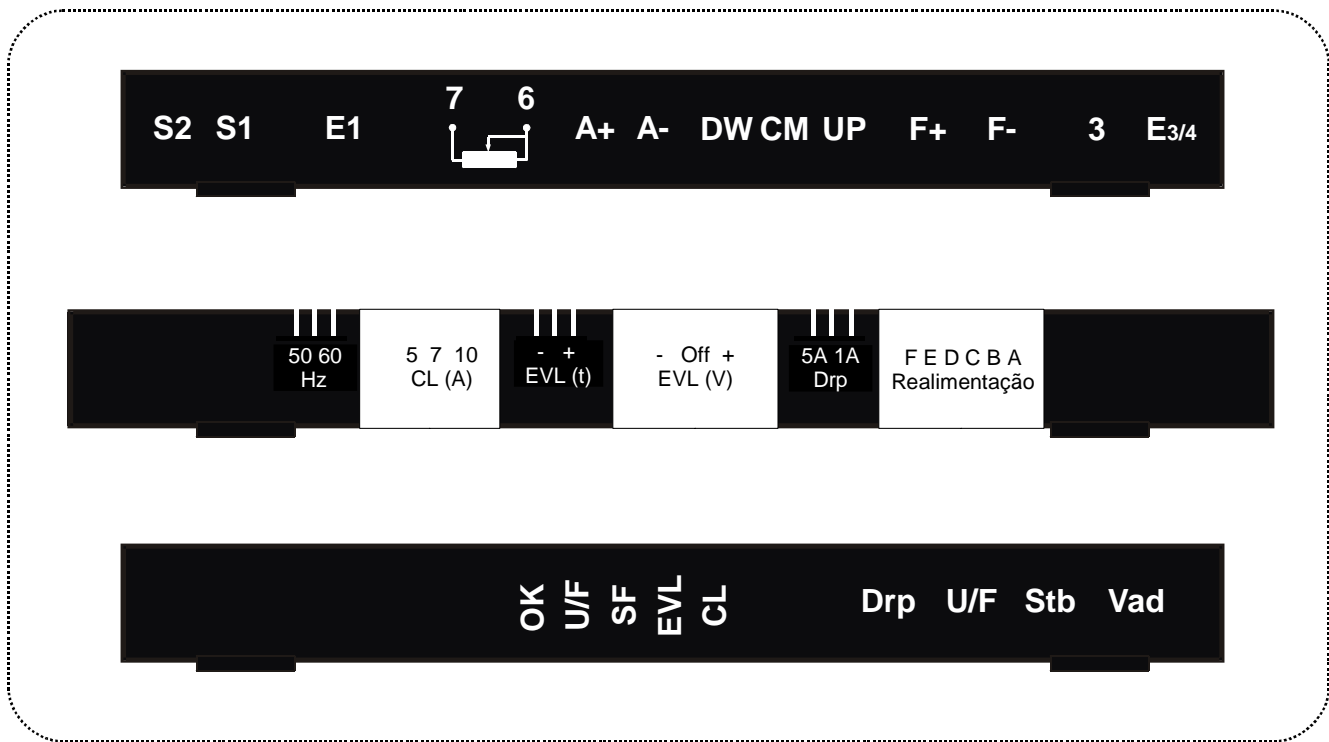 7 6
S2 S1 E1 A+ A- DW CM UP F+ F- 3 E3/4
50 60 5 7 10 - + - Off + 5A 1A F E D C B A
Hz CL (A) EVL (t) EVL (V) Drp Realimentação
OK U/F SF EVL CL Drp U/F Stb Vad